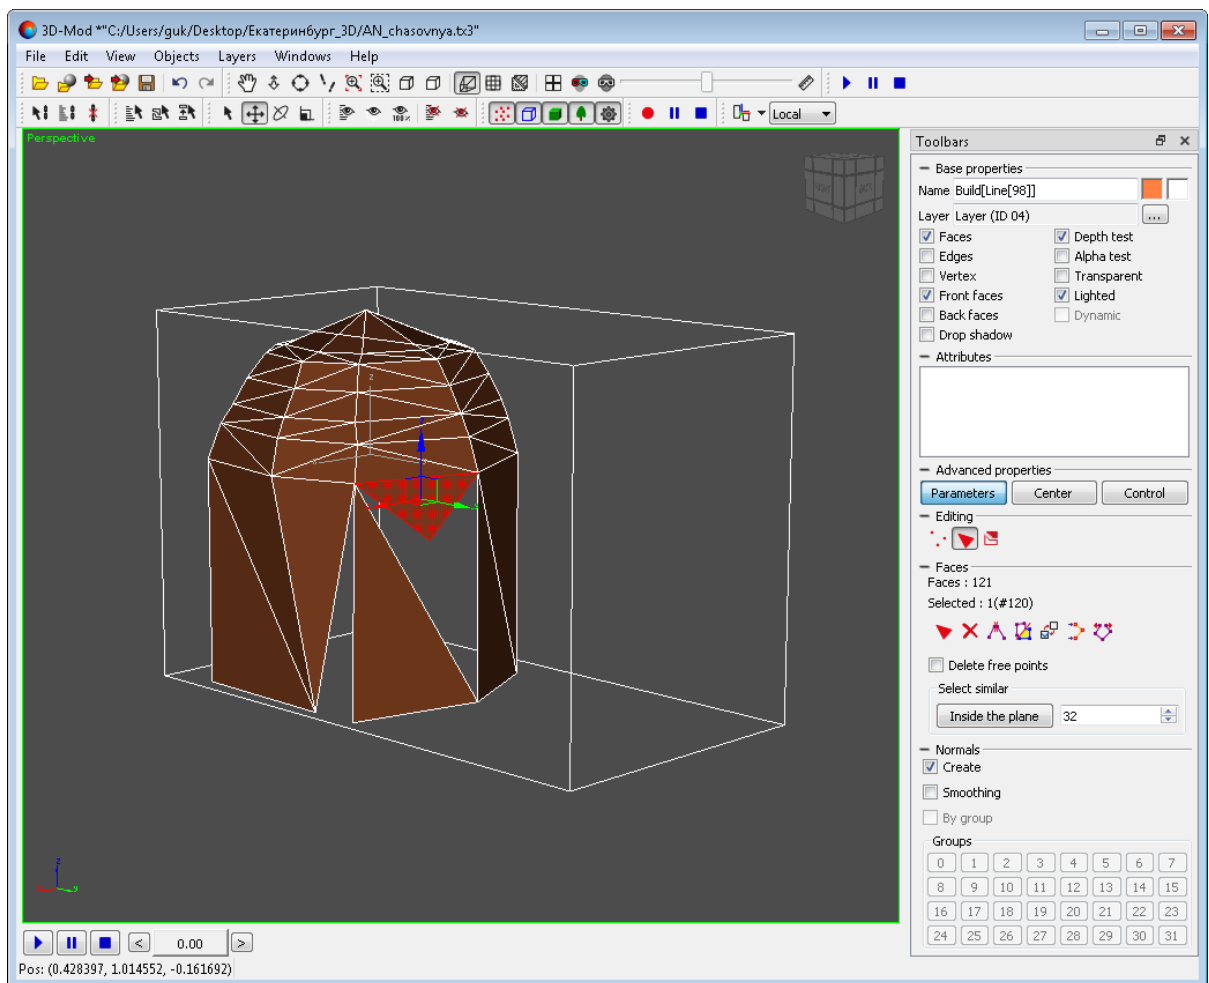 3D-Mod *"C:/Users/guk/Desktop/Екатеринбург_3D/AN_chasovnya.tx3"
File Edit View Objects Layers Windows Help
100%
Local
Perspective
Toolbars
Base properties
Name Build[Line[98]]
Layer Layer (ID 04) ...
Faces Depth test
Edges Alpha test
Vertex Transparent
Front faces Lighted
Back faces Dynamic
Drop shadow
Attributes
z
Advanced properties
Parameters Center Control
Editing
Faces
Faces : 121
Selected : 1(#120)
Delete free points
Select similar
Inside the plane 32
Normals
Create
Smoothing
By group
Groups
0 1 2 3 4 5 6 7
8 9 10 11 12 13 14 15
16 17 18 19 20 21 22 23
24 25 26 27 28 29 30 31
z
x y
< 0.00 >
Pos: (0.428397, 1.014552, -0.161692)